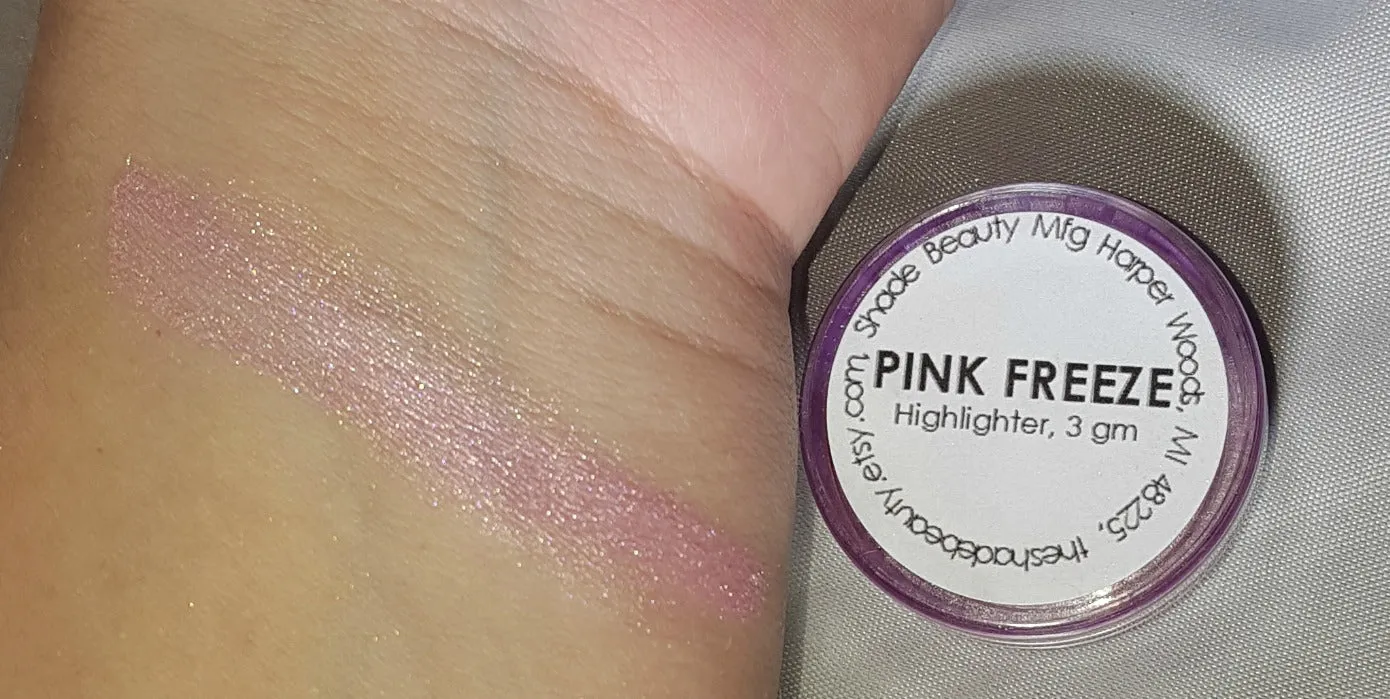 Shade Beauty Mfg Harper Woods, MI 48225, theshadebeauty.etsy.com
PINK FREEZE
Highlighter, 3 gm